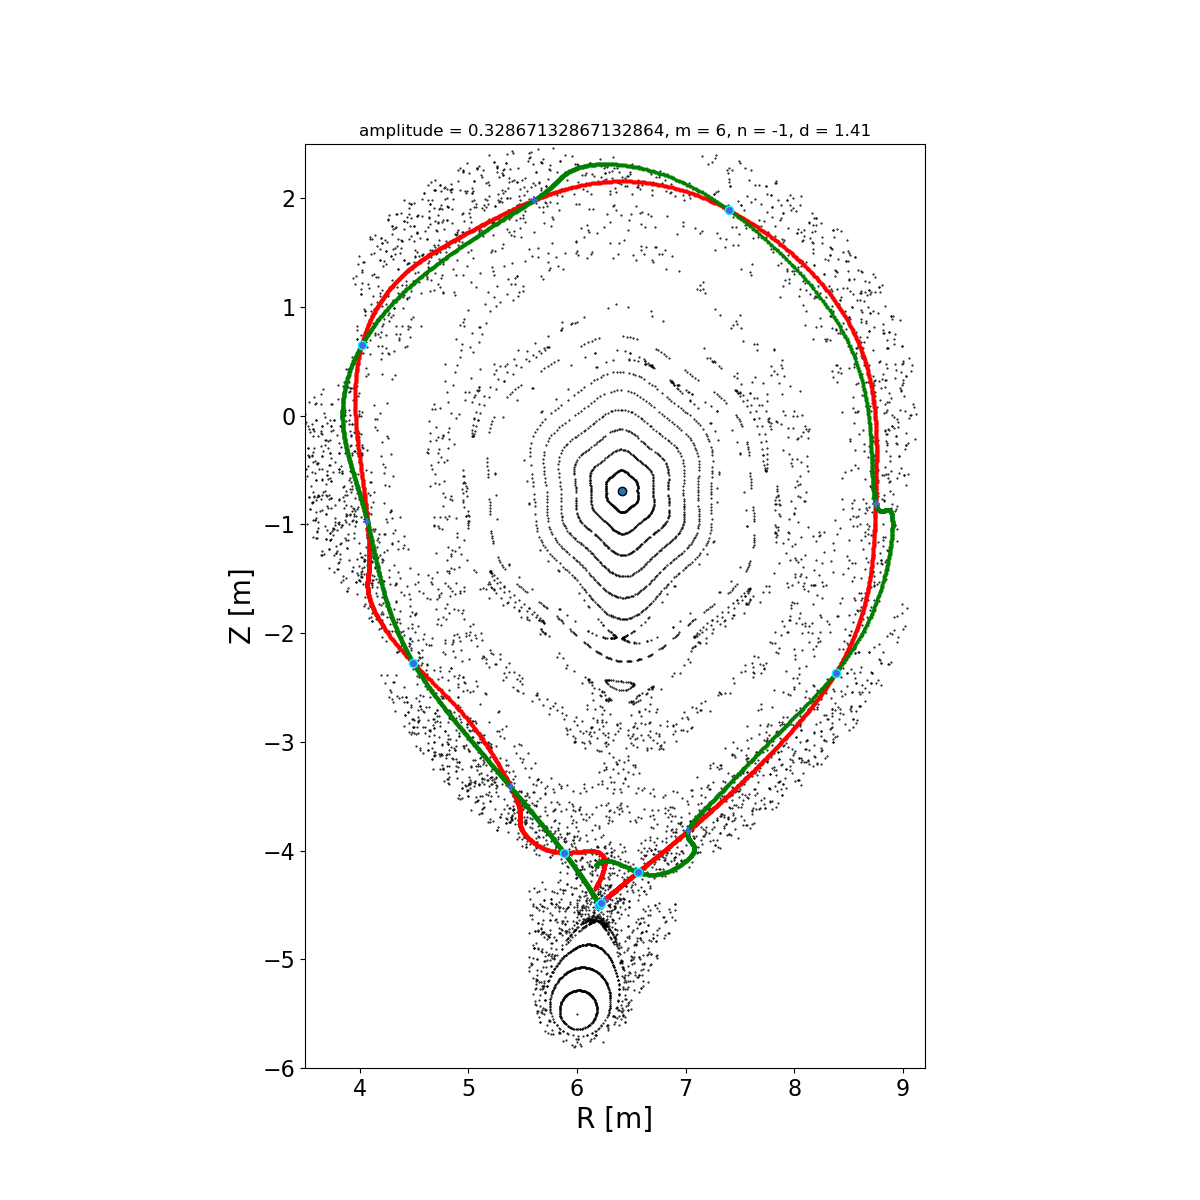 amplitude = 0.32867132867132864, m = 6, n = -1, d = 1.41
2
1
0
−1
−2
−3
−4
−5
−6
Z [m]
4 5 6 7 8 9
R [m]